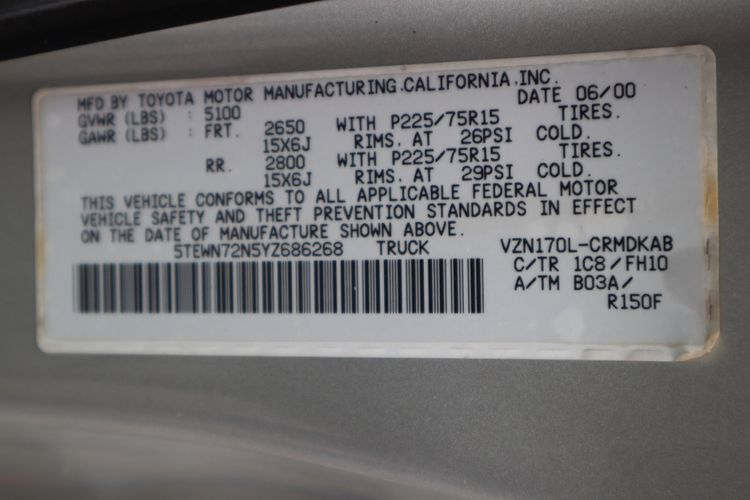 MFD BY TOYOTA MOTOR MANUFACTURING.CALIFORNIA.INC.
GVWR (LBS) : 5100 DATE 06/00
GAWR (LBS) : FRT. 2650 WITH P225/75R15 TIRES.
15X6J RIMS. AT 26PSI COLD.
RR. 2800 WITH P225/75R15 TIRES.
15X6J RIMS. AT 29PSI COLD.
THIS VEHICLE CONFORMS TO ALL APPLICABLE FEDERAL MOTOR
VEHICLE SAFETY AND THEFT PREVENTION STANDARDS IN EFFECT
ON THE DATE OF MANUFACTURE SHOWN ABOVE.
5TEWN72N5YZ686268 TRUCK VZN170L-CRMDKAB
C/TR 1C8/FH10
A/TM B03A/
R150F